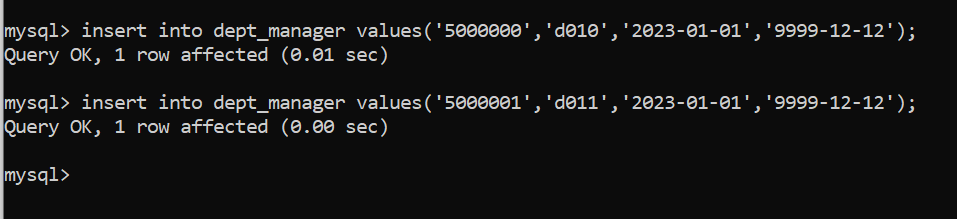 mysql> insert into dept_manager values('5000000','d010','2023-01-01','9999-12-12');
Query OK, 1 row affected (0.01 sec)
mysql> insert into dept_manager values('5000001','d011','2023-01-01','9999-12-12');
Query OK, 1 row affected (0.00 sec)
mysql>